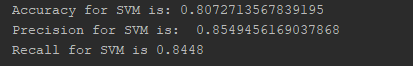 Accuracy for SVM is: 0.8072713567839195
Precision for SVM is:  0.8549456169037868
Recall for SVM is 0.8448